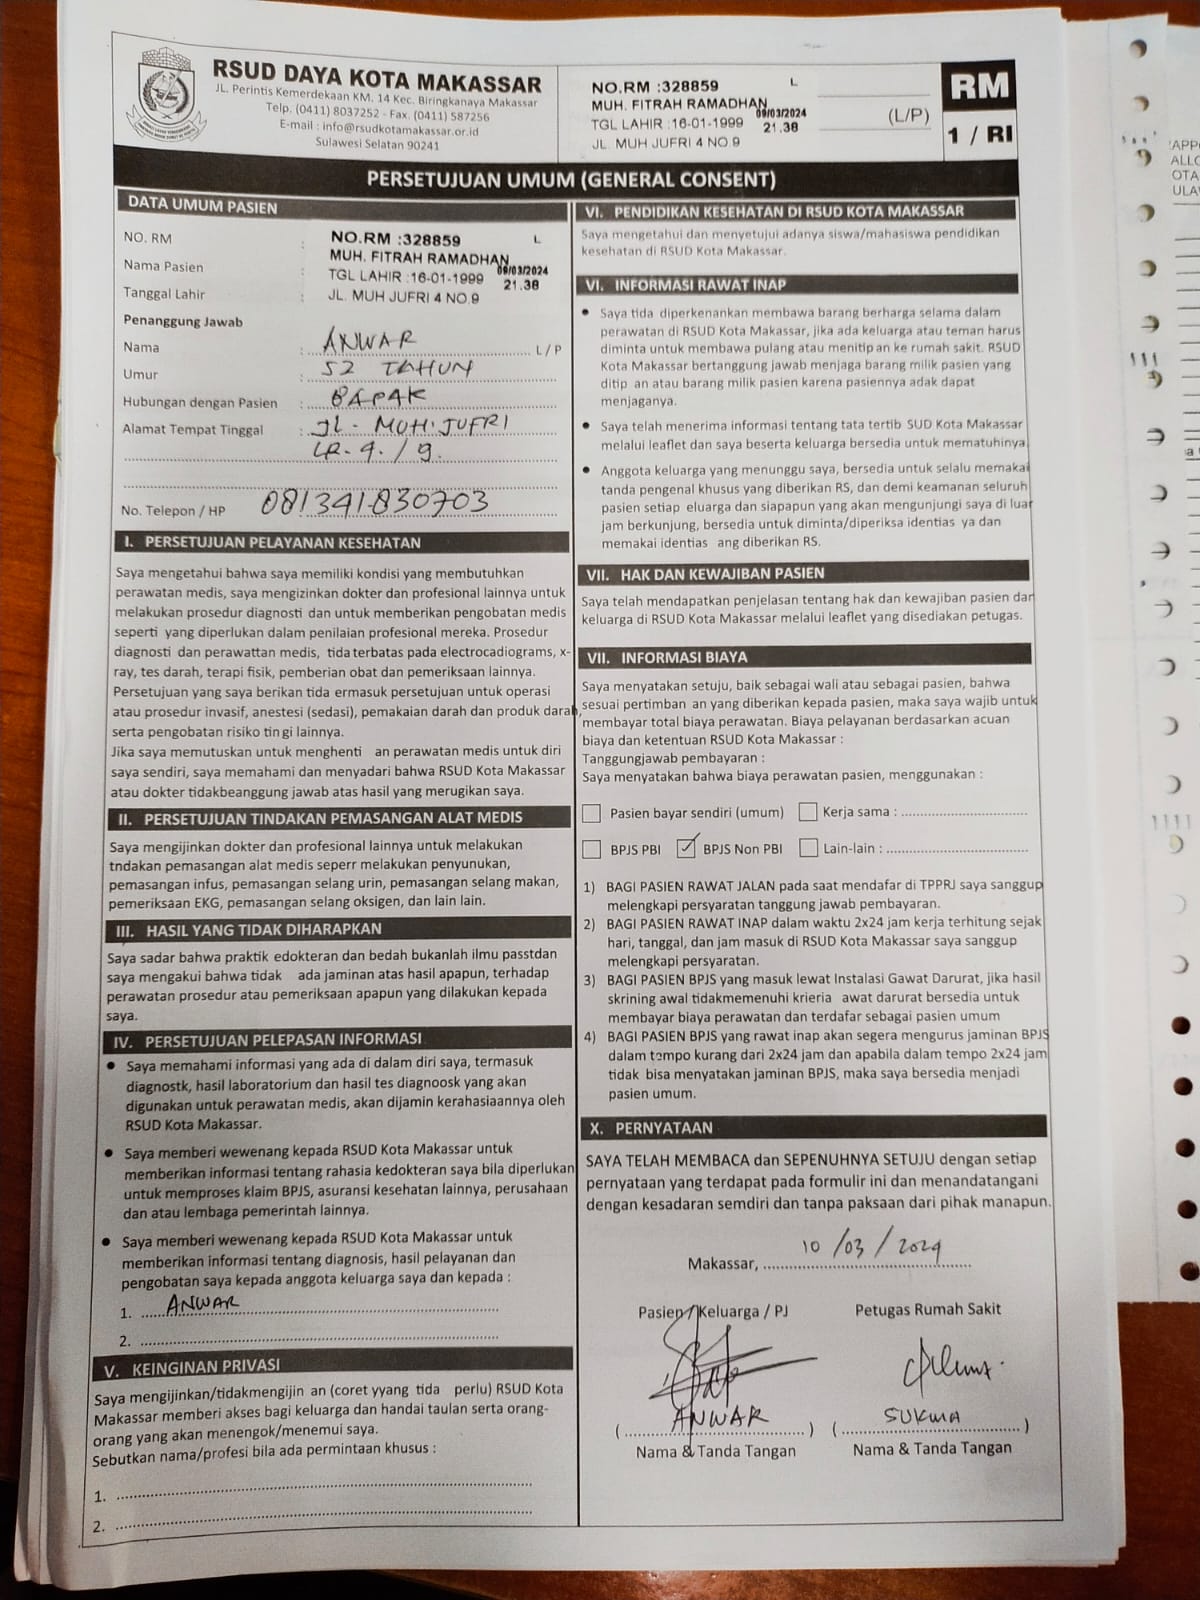 RSUD DAYA KOTA MAKASSAR
JL. Perintis Kemerdekaan KM. 14 Kec. Biringkanaya Makassar
Telp. (0411) 8037252 - Fax. (0411) 587256
E-mail : info@rsudkotamakassar.or.id
Sulawesi Selatan 90241
NO.RM :328859 L
MUH. FITRAH RAMADHAN
09/03/2024
TGL LAHIR :16-01-1999 21.38
JL. MUH JUFRI 4 NO.9
(L/P)
RM
1 / RI
PERSETUJUAN UMUM (GENERAL CONSENT)
DATA UMUM PASIEN
NO. RM : NO.RM :328859 L
Nama Pasien : MUH. FITRAH RAMADHAN
09/03/2024
TGL LAHIR :16-01-1999 21.38
Tanggal Lahir : JL. MUH JUFRI 4 NO.9
Penanggung Jawab
Nama : ANWAR L / P
Umur : 52 TAHUN
Hubungan dengan Pasien : BAPAK
Alamat Tempat Tinggal : JL. MUH. JUFRI
LR. 4 / 9.
No. Telepon / HP 081341830703
I. PERSETUJUAN PELAYANAN KESEHATAN
Saya mengetahui bahwa saya memiliki kondisi yang membutuhkan
perawatan medis, saya mengizinkan dokter dan profesional lainnya untuk
melakukan prosedur diagnosti dan untuk memberikan pengobatan medis
seperti yang diperlukan dalam penilaian profesional mereka. Prosedur
diagnosti dan perawattan medis, tida terbatas pada electrocadiograms, x-
ray, tes darah, terapi fisik, pemberian obat dan pemeriksaan lainnya.
Persetujuan yang saya berikan tida ermasuk persetujuan untuk operasi
atau prosedur invasif, anestesi (sedasi), pemakaian darah dan produk darah,
serta pengobatan risiko tin gi lainnya.
Jika saya memutuskan untuk menghenti an perawatan medis untuk diri
saya sendiri, saya memahami dan menyadari bahwa RSUD Kota Makassar
atau dokter tidakbeanggung jawab atas hasil yang merugikan saya.
II. PERSETUJUAN TINDAKAN PEMASANGAN ALAT MEDIS
Saya mengijinkan dokter dan profesional lainnya untuk melakukan
tndakan pemasangan alat medis seperr melakukan penyunukan,
pemasangan infus, pemasangan selang urin, pemasangan selang makan,
pemeriksaan EKG, pemasangan selang oksigen, dan lain lain.
III. HASIL YANG TIDAK DIHARAPKAN
Saya sadar bahwa praktik edokteran dan bedah bukanlah ilmu passtdan
saya mengakui bahwa tidak ada jaminan atas hasil apapun, terhadap
perawatan prosedur atau pemeriksaan apapun yang dilakukan kepada
saya.
IV. PERSETUJUAN PELEPASAN INFORMASI
• Saya memahami informasi yang ada di dalam diri saya, termasuk
diagnostk, hasil laboratorium dan hasil tes diagnoosk yang akan
digunakan untuk perawatan medis, akan dijamin kerahasiaannya oleh
RSUD Kota Makassar.
• Saya memberi wewenang kepada RSUD Kota Makassar untuk
memberikan informasi tentang rahasia kedokteran saya bila diperlukan
untuk memproses klaim BPJS, asuransi kesehatan lainnya, perusahaan
dan atau lembaga pemerintah lainnya.
• Saya memberi wewenang kepada RSUD Kota Makassar untuk
memberikan informasi tentang diagnosis, hasil pelayanan dan
pengobatan saya kepada anggota keluarga saya dan kepada :
1. ANWAR
2.
V. KEINGINAN PRIVASI
Saya mengijinkan/tidakmengijin an (coret yyang tida perlu) RSUD Kota
Makassar memberi akses bagi keluarga dan handai taulan serta orang-
orang yang akan menengok/menemui saya.
Sebutkan nama/profesi bila ada permintaan khusus :
1.
2.
VI. PENDIDIKAN KESEHATAN DI RSUD KOTA MAKASSAR
Saya mengetahui dan menyetujui adanya siswa/mahasiswa pendidikan
kesehatan di RSUD Kota Makassar.
VI. INFORMASI RAWAT INAP
• Saya tida diperkenankan membawa barang berharga selama dalam
perawatan di RSUD Kota Makassar, jika ada keluarga atau teman harus
diminta untuk membawa pulang atau menitip an ke rumah sakit. RSUD
Kota Makassar bertanggung jawab menjaga barang milik pasien yang
ditip an atau barang milik pasien karena pasiennya adak dapat
menjaganya.
• Saya telah menerima informasi tentang tata tertib SUD Kota Makassar
melalui leaflet dan saya beserta keluarga bersedia untuk mematuhinya.
• Anggota keluarga yang menunggu saya, bersedia untuk selalu memakai
tanda pengenal khusus yang diberikan RS, dan demi keamanan seluruh
pasien setiap eluarga dan siapapun yang akan mengunjungi saya di luar
jam berkunjung, bersedia untuk diminta/diperiksa identias ya dan
memakai identias ang diberikan RS.
VII. HAK DAN KEWAJIBAN PASIEN
Saya telah mendapatkan penjelasan tentang hak dan kewajiban pasien dan
keluarga di RSUD Kota Makassar melalui leaflet yang disediakan petugas.
VII. INFORMASI BIAYA
Saya menyatakan setuju, baik sebagai wali atau sebagai pasien, bahwa
sesuai pertimban an yang diberikan kepada pasien, maka saya wajib untuk
membayar total biaya perawatan. Biaya pelayanan berdasarkan acuan
biaya dan ketentuan RSUD Kota Makassar :
Tanggungjawab pembayaran :
Saya menyatakan bahwa biaya perawatan pasien, menggunakan :
Pasien bayar sendiri (umum) Kerja sama :
BPJS PBI ✓ BPJS Non PBI Lain-lain :
1) BAGI PASIEN RAWAT JALAN pada saat mendafar di TPPRJ saya sanggup
melengkapi persyaratan tanggung jawab pembayaran.
2) BAGI PASIEN RAWAT INAP dalam waktu 2x24 jam kerja terhitung sejak
hari, tanggal, dan jam masuk di RSUD Kota Makassar saya sanggup
melengkapi persyaratan.
3) BAGI PASIEN BPJS yang masuk lewat Instalasi Gawat Darurat, jika hasil
skrining awal tidakmemenuhi krieria awat darurat bersedia untuk
membayar biaya perawatan dan terdafar sebagai pasien umum
4) BAGI PASIEN BPJS yang rawat inap akan segera mengurus jaminan BPJS
dalam tempo kurang dari 2x24 jam dan apabila dalam tempo 2x24 jam
tidak bisa menyatakan jaminan BPJS, maka saya bersedia menjadi
pasien umum.
X. PERNYATAAN
SAYA TELAH MEMBACA dan SEPENUHNYA SETUJU dengan setiap
pernyataan yang terdapat pada formulir ini dan menandatangani
dengan kesadaran semdiri dan tanpa paksaan dari pihak manapun.
Makassar, 10 /03 / 2024
Pasien / Keluarga / PJ Petugas Rumah Sakit
( ANWAR ) ( SUKMA )
Nama & Tanda Tangan Nama & Tanda Tangan